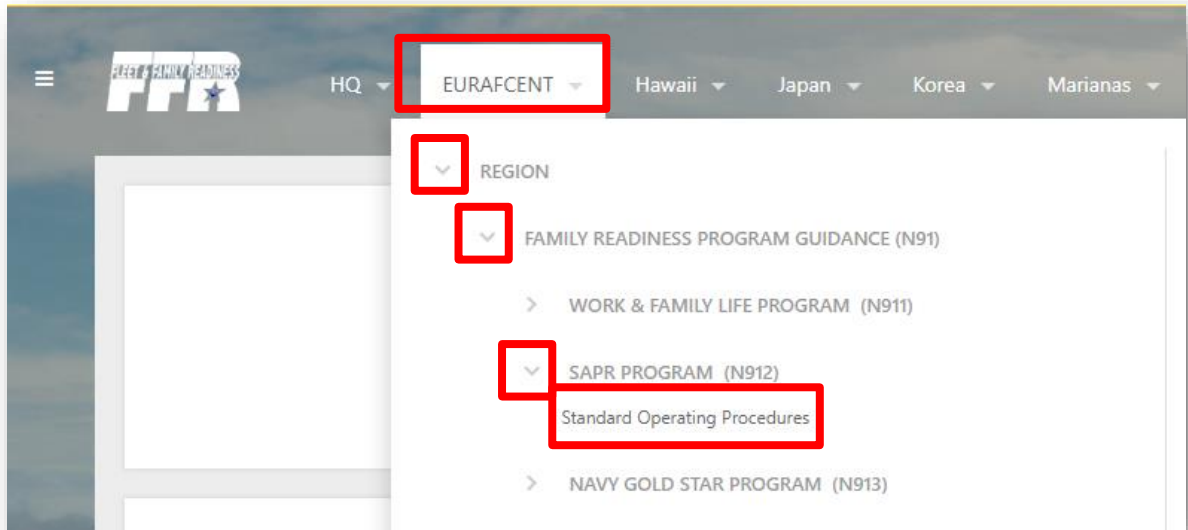 FLEET & FAMILY READINESS
FFR
HQ EURAFCENT Hawaii Japan Korea Marianas
REGION
FAMILY READINESS PROGRAM GUIDANCE (N91)
WORK & FAMILY LIFE PROGRAM (N911)
SAPR PROGRAM (N912)
Standard Operating Procedures
NAVY GOLD STAR PROGRAM (N913)